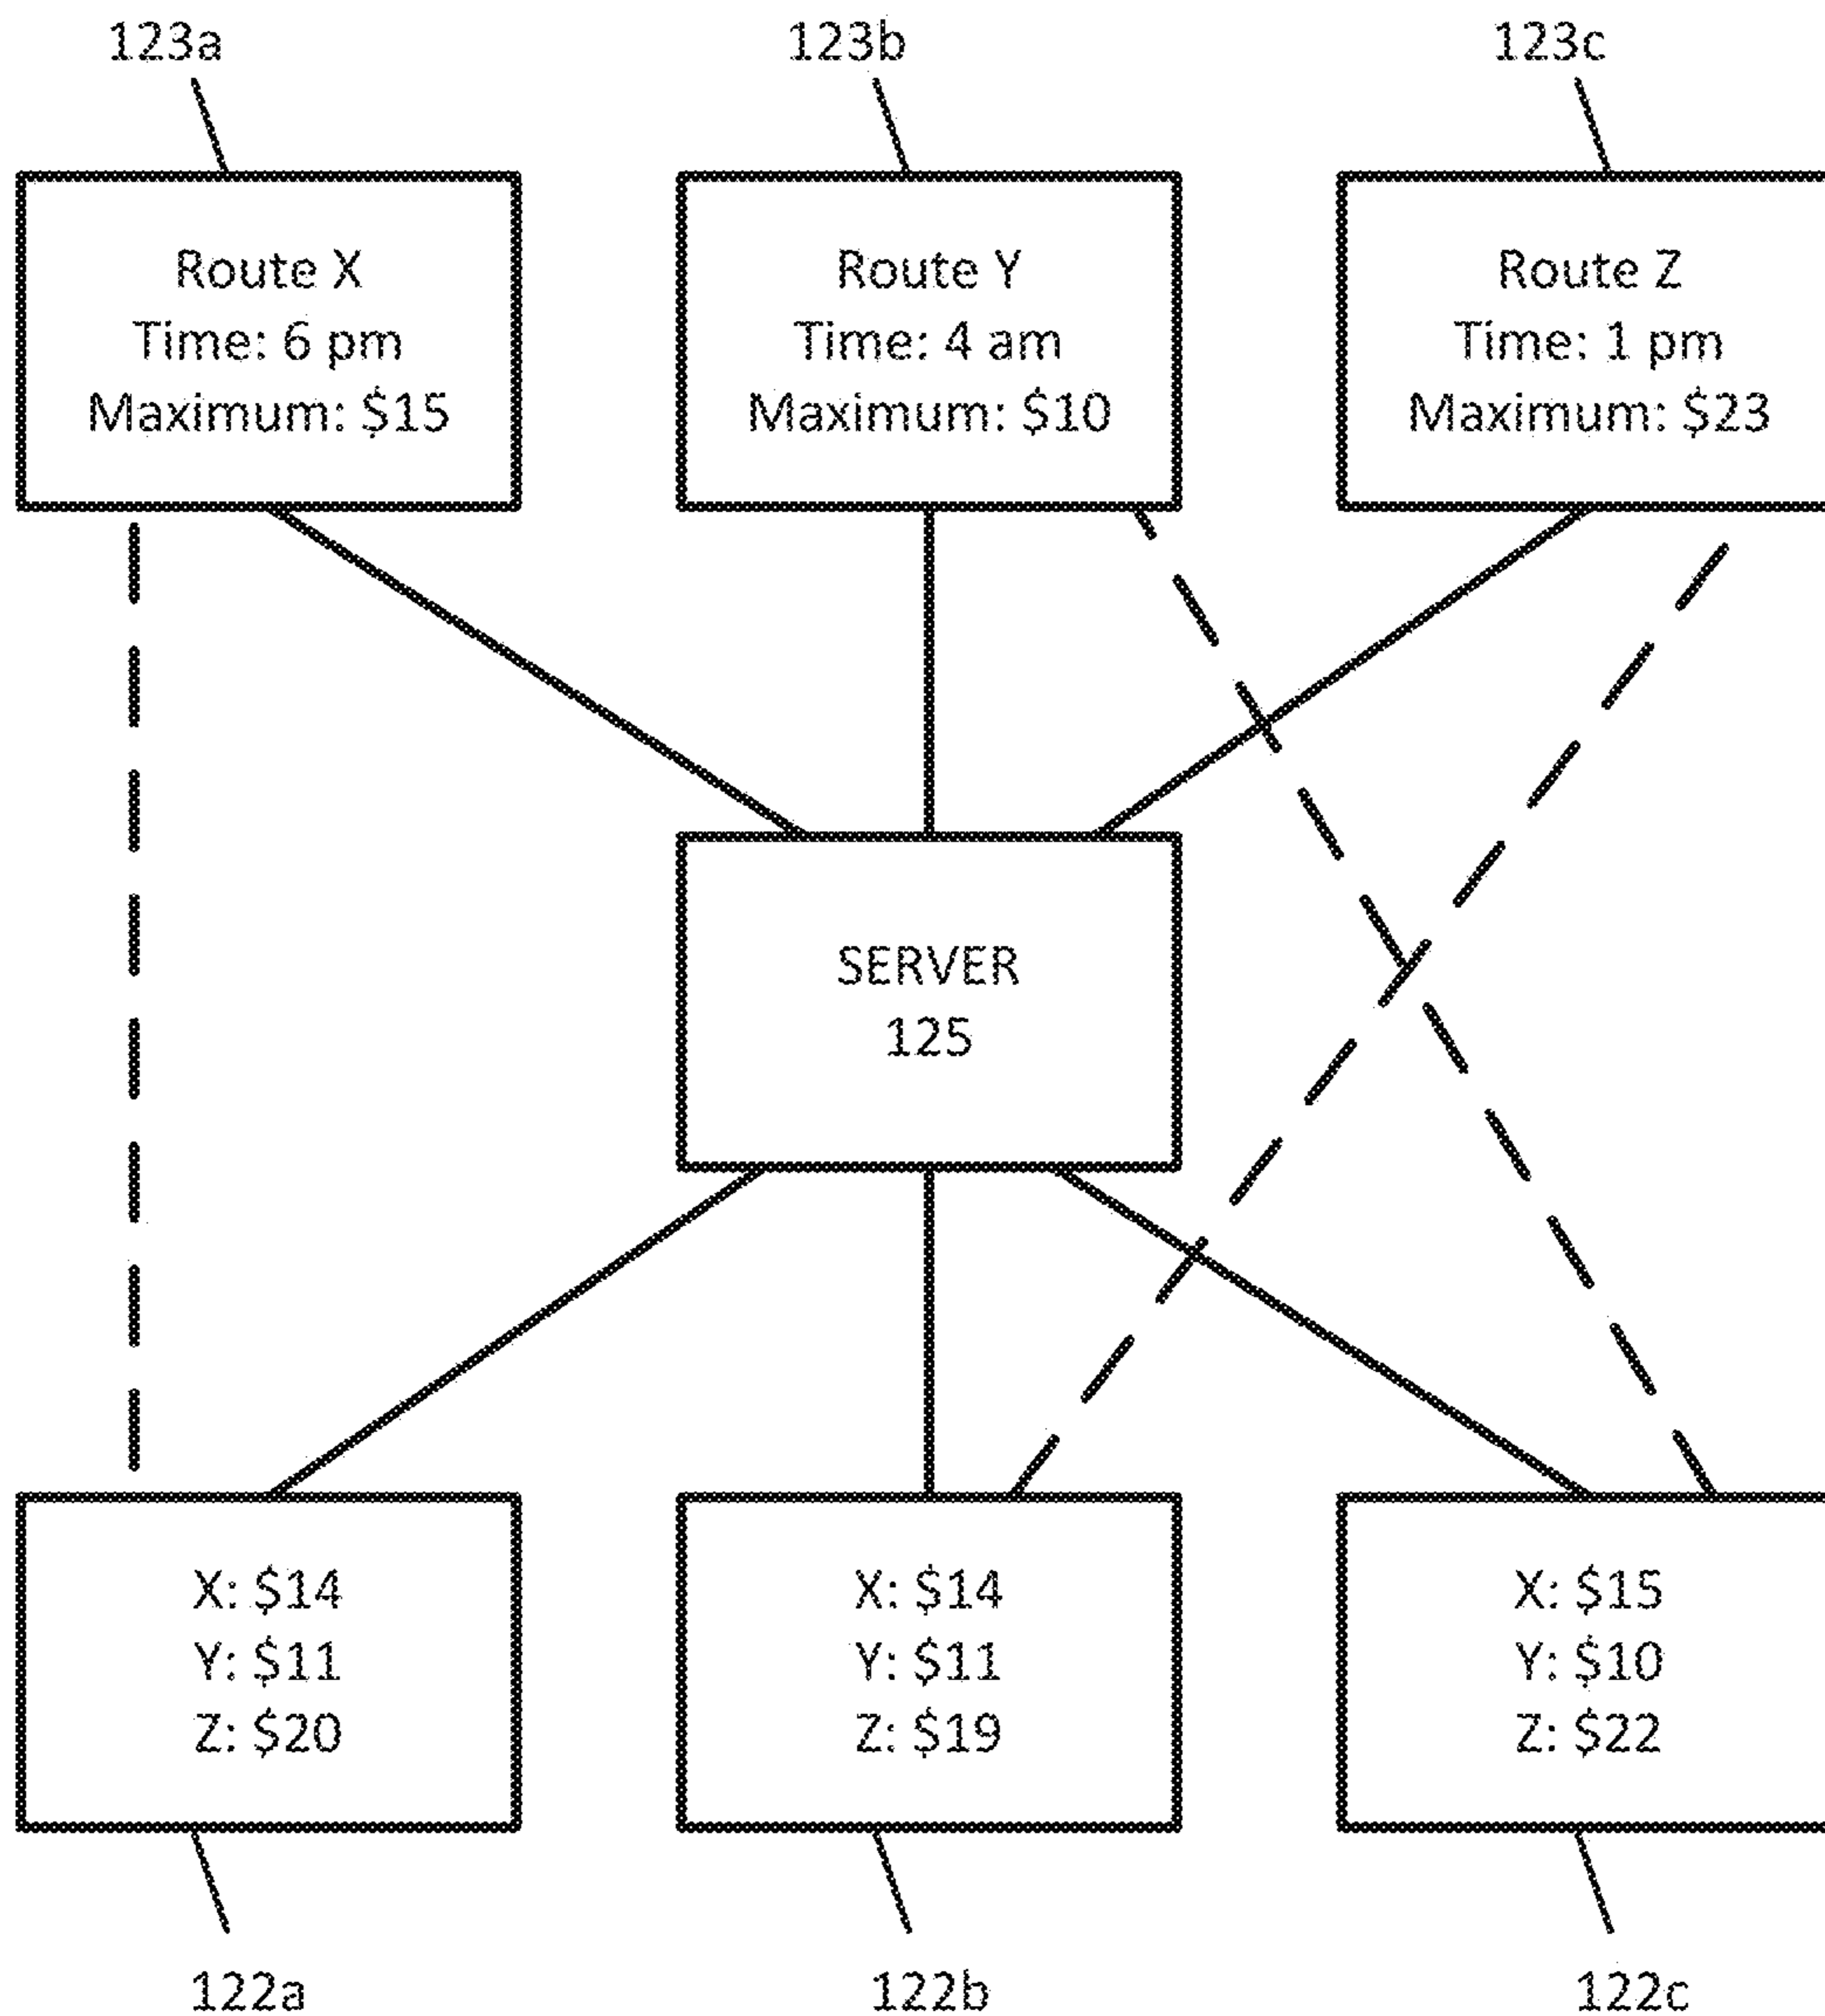 123a
123b
123c
Route X
Time: 6 pm
Maximum: $15
Route Y
Time: 4 am
Maximum: $10
Route Z
Time: 1 pm
Maximum: $23
SERVER
125
X: $14
Y: $11
Z: $20
X: $14
Y: $11
Z: $19
X: $15
Y: $10
Z: $22
122a
122b
122c